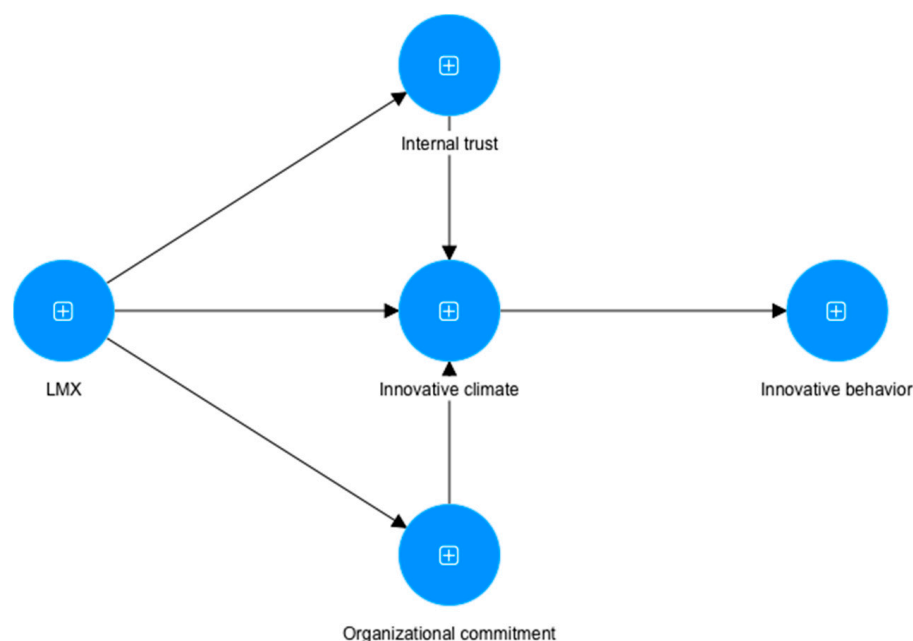 Internal trust
LMX
Innovative climate
Innovative behavior
Organizational commitment